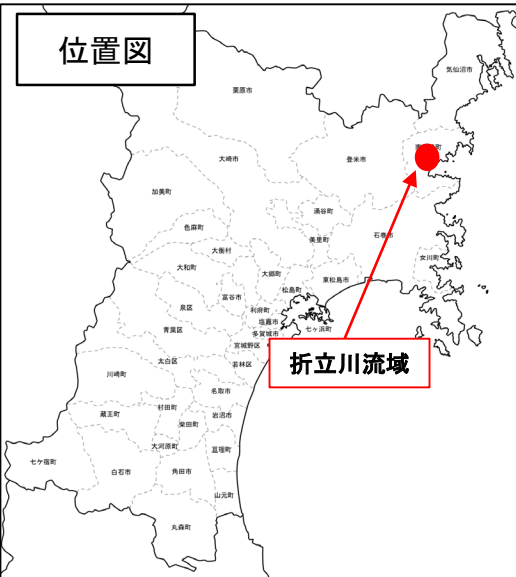 位置図
気仙沼市
栗原市
南三陸町
大崎市
登米市
加美町
涌谷町
色麻町
石巻市
美里町
大衡村
女川町
大和町
大郷町
東松島市
松島町
富谷市
泉区
利府町
塩竈市
七ヶ浜町
青葉区
多賀城市
宮城野区
太白区
若林区
折立川流域
川崎町
名取市
村田町
蔵王町
岩沼市
柴田町
大河原町
亘理町
七ケ宿町
白石市
角田市
山元町
丸森町